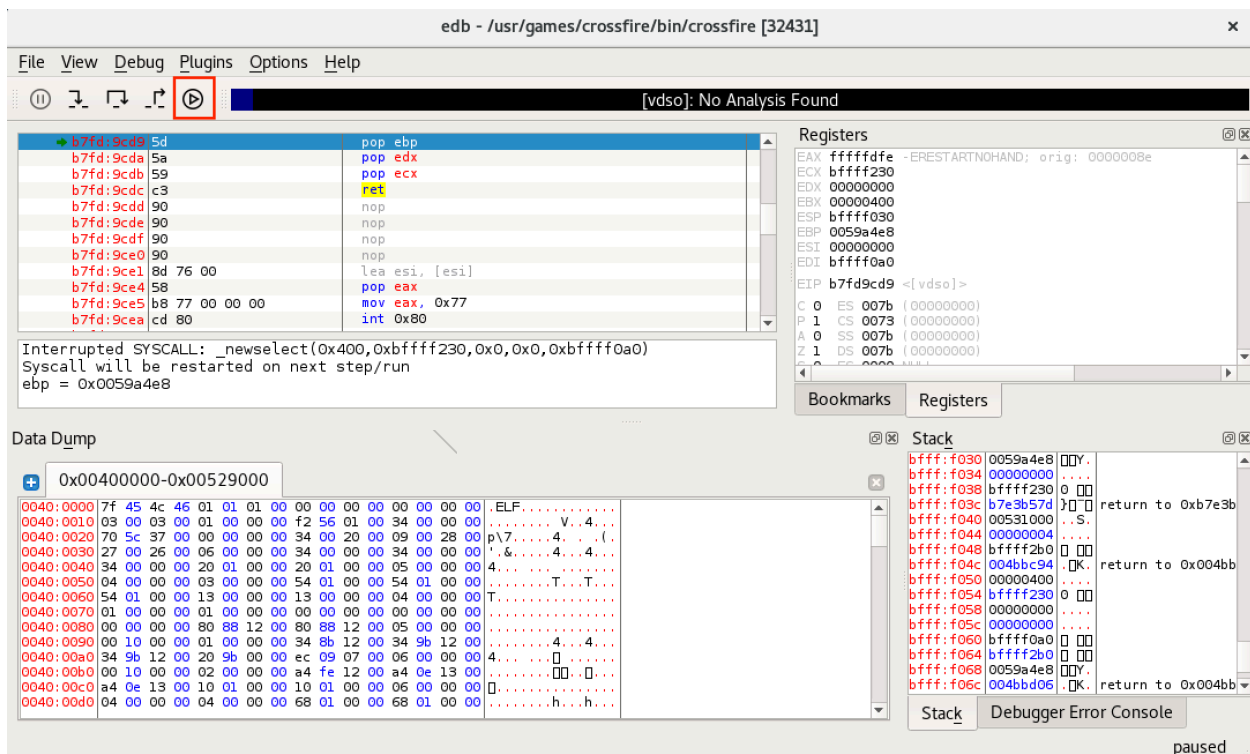 edb - /usr/games/crossfire/bin/crossfire [32431]
File View Debug Plugins Options Help
[vdso]: No Analysis Found
b7fd:9cd9 5d pop ebp
b7fd:9cda 5a pop edx
b7fd:9cdb 59 pop ecx
b7fd:9cdc c3 ret
b7fd:9cdd 90 nop
b7fd:9cde 90 nop
b7fd:9cdf 90 nop
b7fd:9ce0 90 nop
b7fd:9ce1 8d 76 00 lea esi, [esi]
b7fd:9ce4 58 pop eax
b7fd:9ce5 b8 77 00 00 00 mov eax, 0x77
b7fd:9cea cd 80 int 0x80
Interrupted SYSCALL: _newselect(0x400,0xbffff230,0x0,0x0,0xbffff0a0)
Syscall will be restarted on next step/run
ebp = 0x0059a4e8
Registers
EAX fffffdfe -ERESTARTNOHAND; orig: 0000008e
ECX bffff230
EDX 00000000
EBX 00000400
ESP bffff030
EBP 0059a4e8
ESI 00000000
EDI bffff0a0
EIP b7fd9cd9 <[vdso]>
C 0 ES 007b (00000000)
P 1 CS 0073 (00000000)
A 0 SS 007b (00000000)
Z 1 DS 007b (00000000)
Bookmarks Registers
Data Dump
0x00400000-0x00529000
0040:0000 7f 45 4c 46 01 01 01 00 00 00 00 00 00 00 00 00 .ELF............
0040:0010 03 00 03 00 01 00 00 00 f2 56 01 00 34 00 00 00 .........V..4...
0040:0020 70 5c 37 00 00 00 00 00 34 00 20 00 09 00 28 00 p\7.....4. ...(.
0040:0030 27 00 26 00 06 00 00 00 34 00 00 00 34 00 00 00 '.&.....4...4...
0040:0040 34 00 00 00 20 01 00 00 20 01 00 00 05 00 00 00 4... ... .......
0040:0050 04 00 00 00 03 00 00 00 54 01 00 00 54 01 00 00 ........T...T...
0040:0060 54 01 00 00 13 00 00 00 13 00 00 00 04 00 00 00 T...............
0040:0070 01 00 00 00 01 00 00 00 00 00 00 00 00 00 00 00 ................
0040:0080 00 00 00 00 80 88 12 00 80 88 12 00 05 00 00 00 ................
0040:0090 00 10 00 00 01 00 00 00 34 8b 12 00 34 9b 12 00 ........4...4...
0040:00a0 34 9b 12 00 20 9b 00 00 ec 09 07 00 06 00 00 00 4... ...
0040:00b0 00 10 00 00 02 00 00 00 a4 fe 12 00 a4 0e 13 00
0040:00c0 a4 0e 13 00 10 01 00 00 10 01 00 00 06 00 00 00
0040:00d0 04 00 00 00 04 00 00 00 68 01 00 00 68 01 00 00 ........h...h...
Stack
bfff:f030 0059a4e8 Y.
bfff:f034 00000000 ....
bfff:f038 bffff230 0
bfff:f03c b7e3b57d } return to 0xb7e3b
bfff:f040 00531000 ..S.
bfff:f044 00000004 ....
bfff:f048 bffff2b0
bfff:f04c 004bbc94 .K. return to 0x004bb
bfff:f050 00000400 ....
bfff:f054 bffff230 0
bfff:f058 00000000 ....
bfff:f05c 00000000 ....
bfff:f060 bffff0a0
bfff:f064 bffff2b0
bfff:f068 0059a4e8 Y.
bfff:f06c 004bbd06 .K. return to 0x004bb
Stack Debugger Error Console
paused